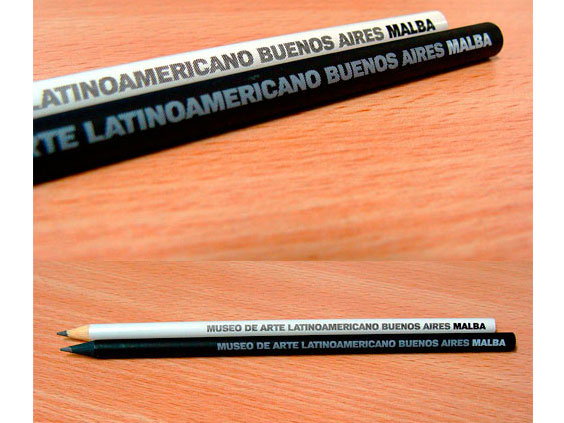 LATINOAMERICANO BUENOS AIRES MALBA
ARTE LATINOAMERICANO BUENOS AIRES MALBA
MUSEO DE ARTE LATINOAMERICANO BUENOS AIRES MALBA
MUSEO DE ARTE LATINOAMERICANO BUENOS AIRES MALBA